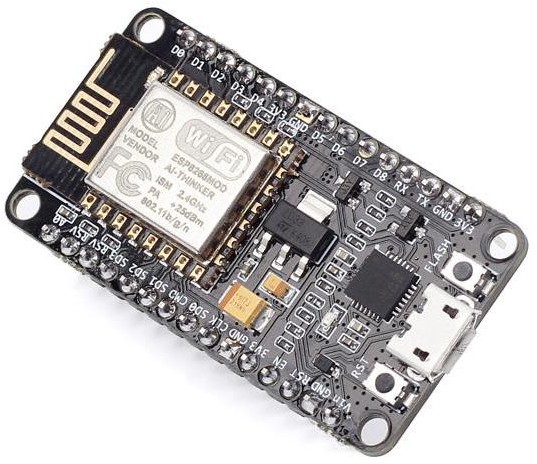 D0
D1
D2
D3
D4
3V3
GND
D5
D6
D7
D8
RX
TX
GND
3V3
WiFi
MODEL
ESP8266MOD
VENDOR
AI-THINKER
FC
ISM 2.4GHz
PA +25dBm
802.11b/g/n
A0
RSV
RSV
SD3
SD2
SD1
CMD
SD0
CLK
GND
3V3
EN
RST
GND
Vin
FLASH
RST